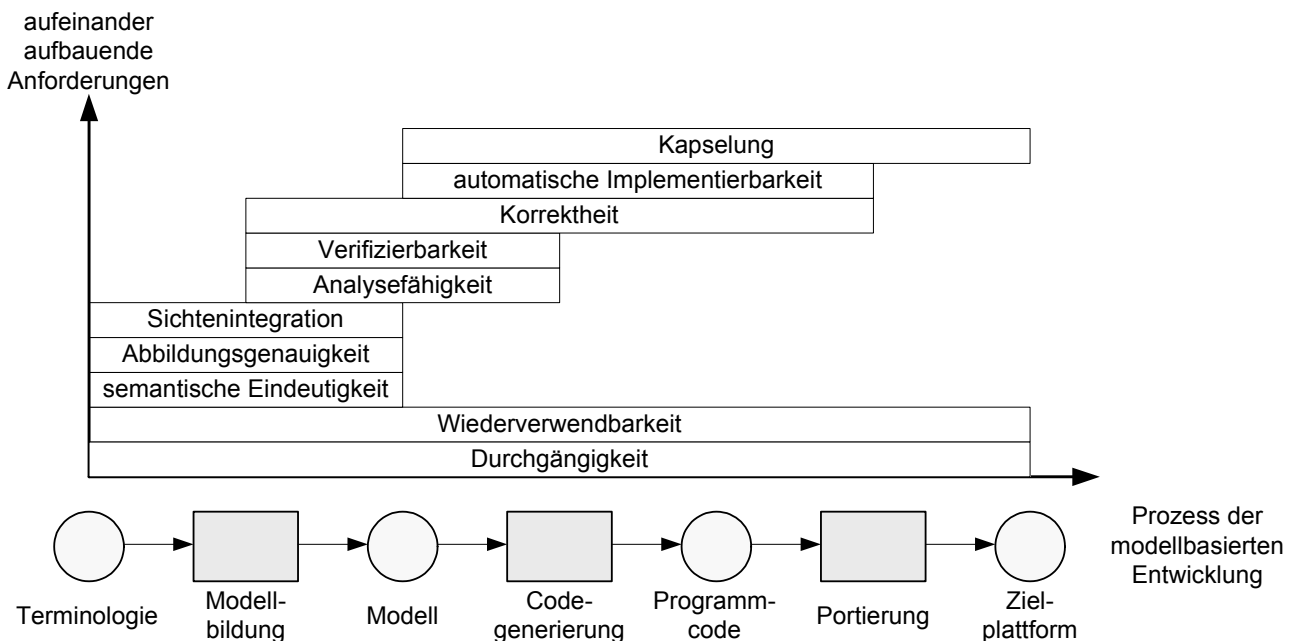 aufeinander
aufbauende
Anforderungen
Kapselung
automatische Implementierbarkeit
Korrektheit
Verifizierbarkeit
Analysefähigkeit
Sichtenintegration
Abbildungsgenauigkeit
semantische Eindeutigkeit
Wiederverwendbarkeit
Durchgängigkeit
Prozess der
modellbasierten
Entwicklung
Terminologie
Modell-
bildung
Modell
Code-
generierung
Programm-
code
Portierung
Ziel-
plattform